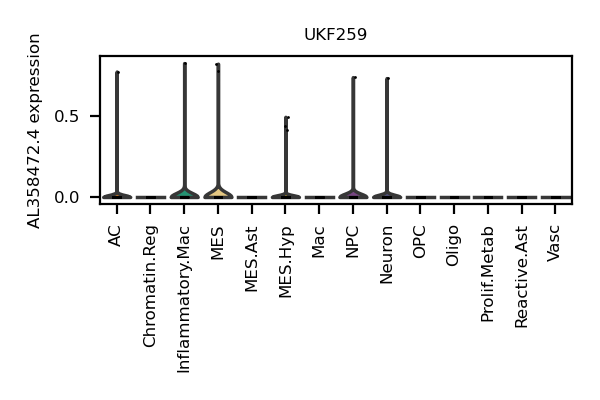 UKF259
AL358472.4 expression
0.5
0.0
AC
Chromatin.Reg
Inflammatory.Mac
MES
MES.Ast
MES.Hyp
Mac
NPC
Neuron
OPC
Oligo
Prolif.Metab
Reactive.Ast
Vasc